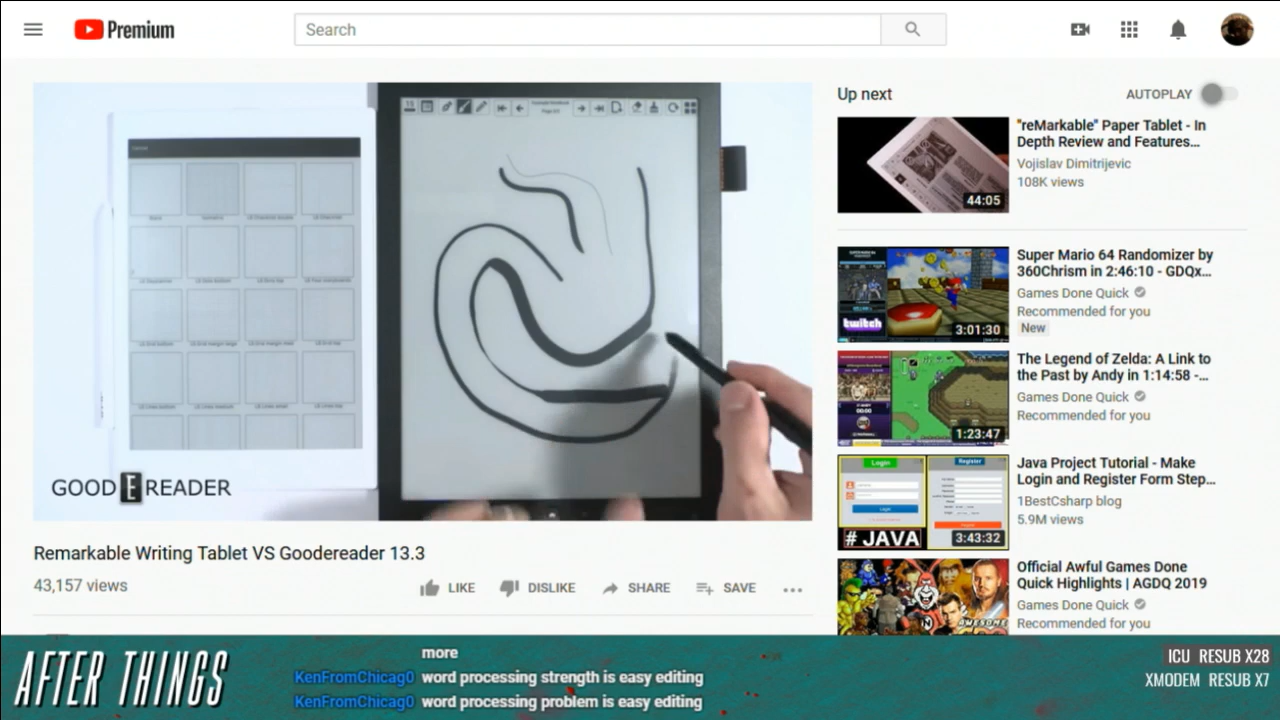 Premium
Search
GOOD E READER
Remarkable Writing Tablet VS Goodereader 13.3
43,157 views
LIKE
DISLIKE
SHARE
SAVE
Up next
AUTOPLAY
44:05
"reMarkable" Paper Tablet - In
Depth Review and Features...
Vojislav Dimitrijevic
108K views
twitch
3:01:30
Super Mario 64 Randomizer by
360Chrism in 2:46:10 - GDQx...
Games Done Quick
Recommended for you
New
1:23:47
The Legend of Zelda: A Link to
the Past by Andy in 1:14:58 -...
Games Done Quick
Recommended for you
Login
Register
# JAVA
3:43:32
Java Project Tutorial - Make
Login and Register Form Step...
1BestCsharp blog
5.9M views
AWESOME
Official Awful Games Done
Quick Highlights | AGDQ 2019
Games Done Quick
Recommended for you
AFTER THINGS
more
KenFromChicag0 word processing strength is easy editing
KenFromChicag0 word processing problem is easy editing
ICU RESUB X28
XMODEM RESUB X7